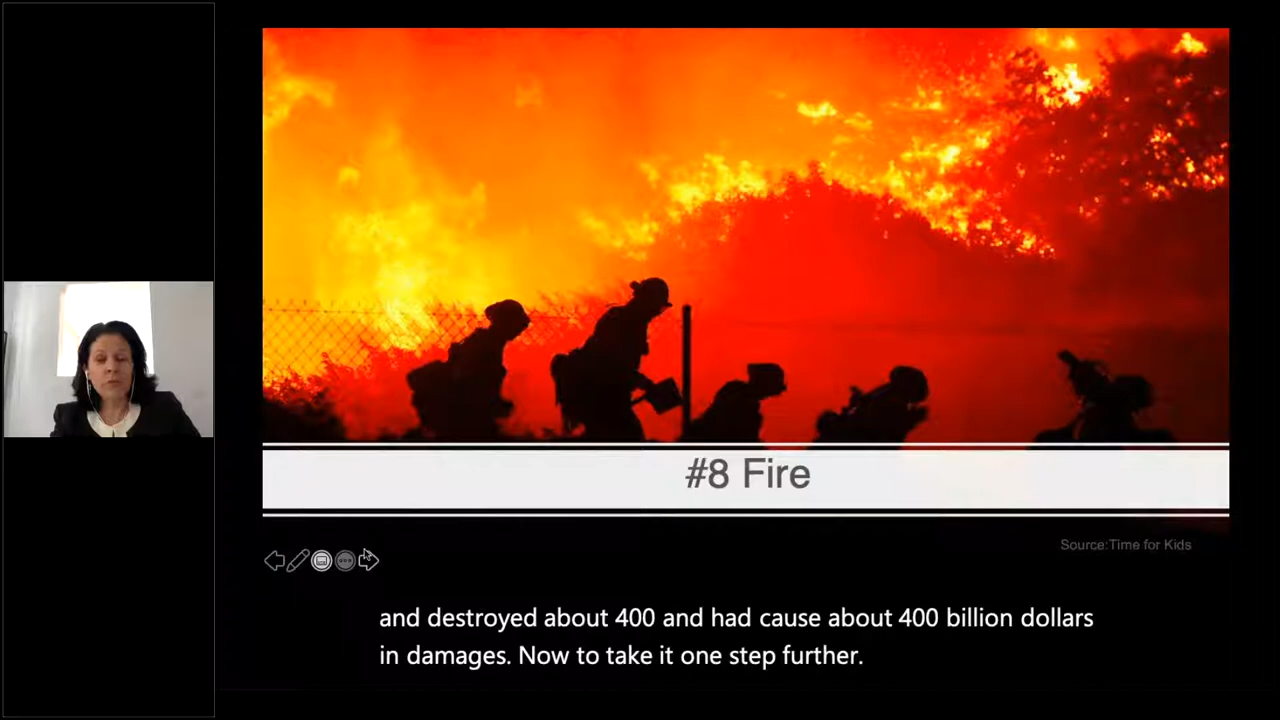 #8 Fire
Source:Time for Kids
and destroyed about 400 and had cause about 400 billion dollars
in damages. Now to take it one step further.